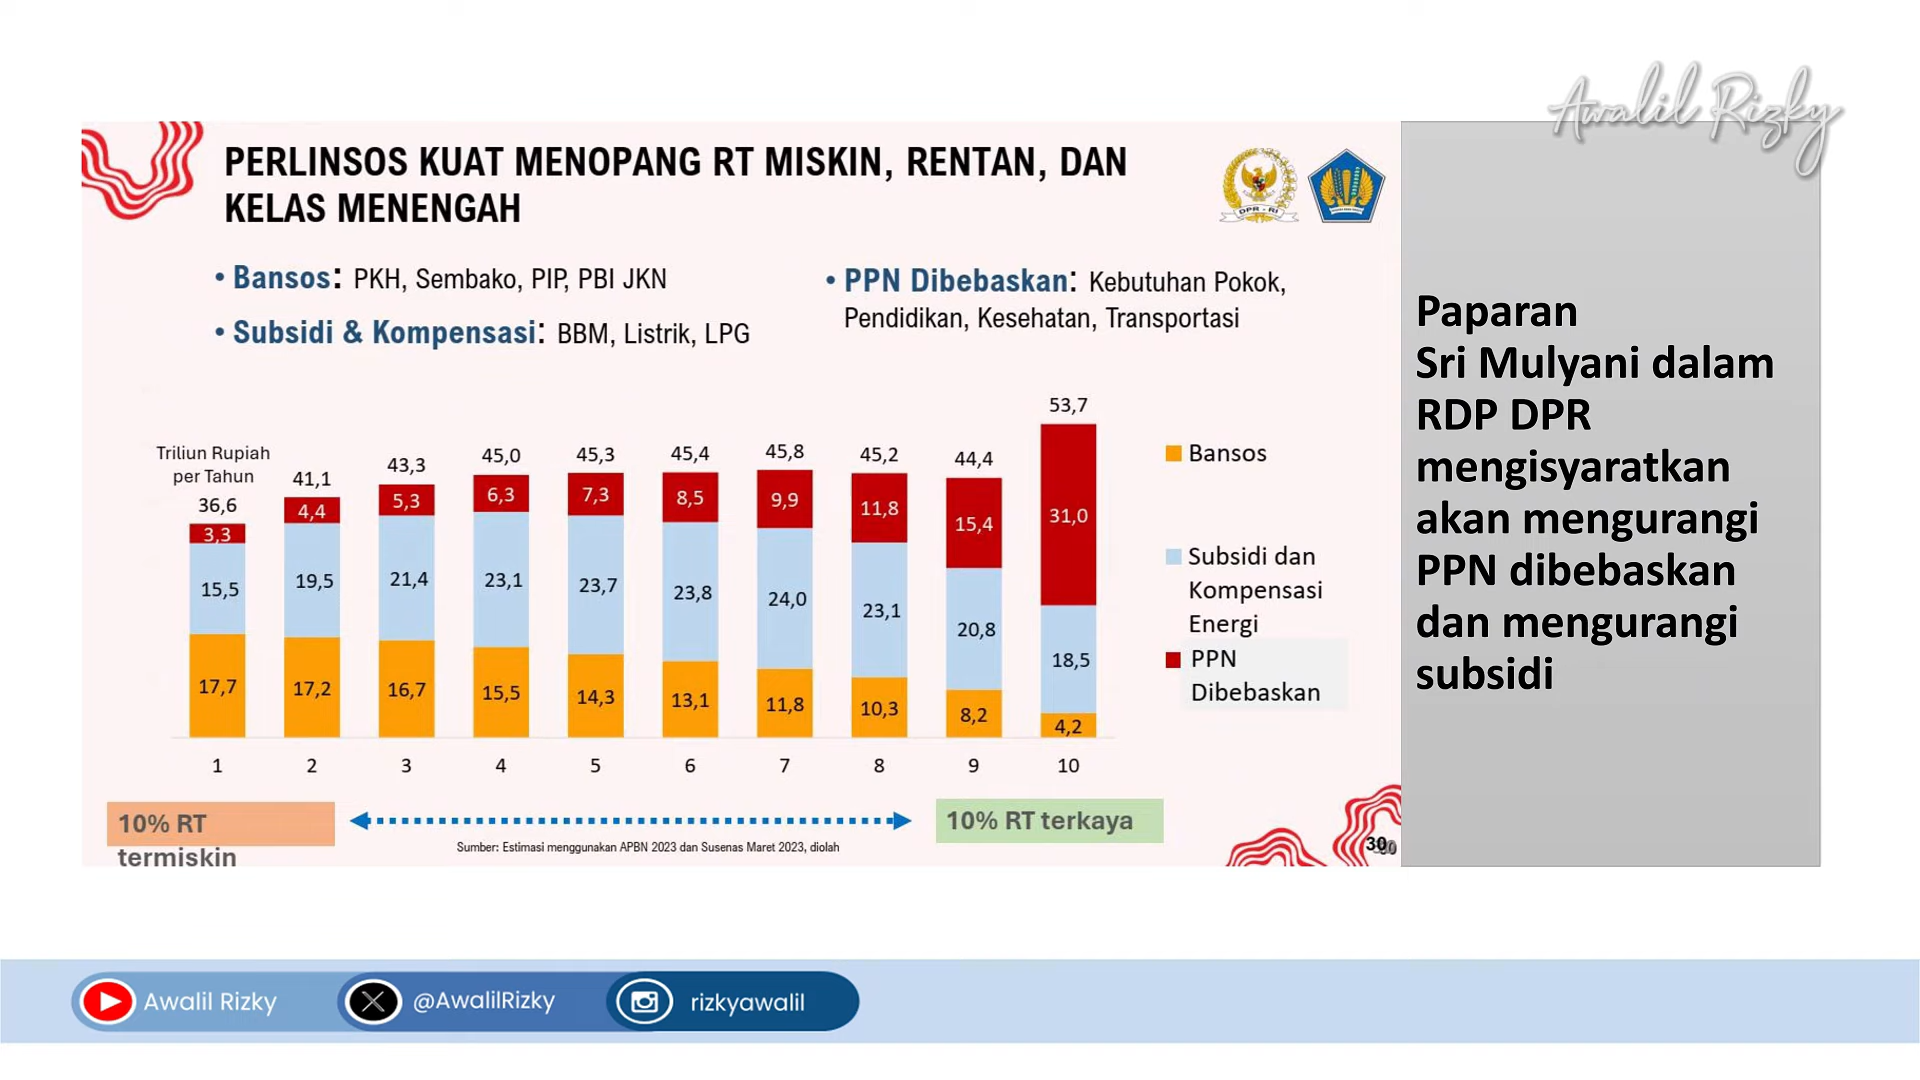 Awalil Rizky
PERLINSOS KUAT MENOPANG RT MISKIN, RENTAN, DAN
KELAS MENENGAH
DPR - RI
• Bansos: PKH, Sembako, PIP, PBI JKN
• Subsidi & Kompensasi: BBM, Listrik, LPG
• PPN Dibebaskan: Kebutuhan Pokok,
Pendidikan, Kesehatan, Transportasi
Triliun Rupiah
per Tahun
36,6
41,1
43,3
45,0
45,3
45,4
45,8
45,2
44,4
53,7
3,3
4,4
5,3
6,3
7,3
8,5
9,9
11,8
15,4
31,0
15,5
19,5
21,4
23,1
23,7
23,8
24,0
23,1
20,8
18,5
17,7
17,2
16,7
15,5
14,3
13,1
11,8
10,3
8,2
4,2
1
2
3
4
5
6
7
8
9
10
Bansos
Subsidi dan
Kompensasi
Energi
PPN
Dibebaskan
10% RT
termiskin
10% RT terkaya
Sumber: Estimasi menggunakan APBN 2023 dan Susenas Maret 2023, diolah
30
Paparan
Sri Mulyani dalam
RDP DPR
mengisyaratkan
akan mengurangi
PPN dibebaskan
dan mengurangi
subsidi
Awalil Rizky
@AwalilRizky
rizkyawalil